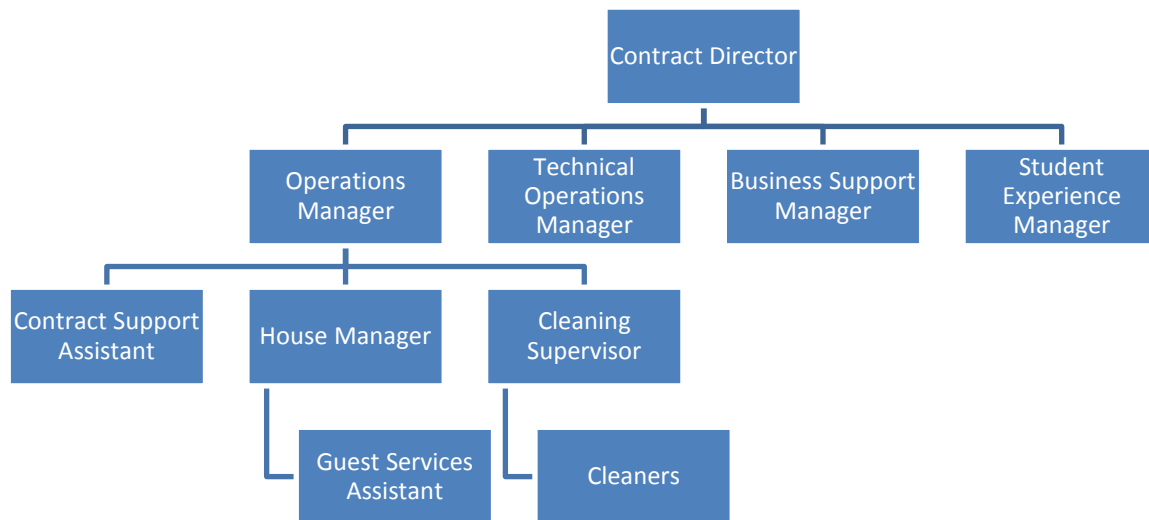 Contract Director
Operations
Manager
Technical
Operations
Manager
Business Support
Manager
Student
Experience
Manager
Contract Support
Assistant
House Manager
Cleaning
Supervisor
Guest Services
Assistant
Cleaners